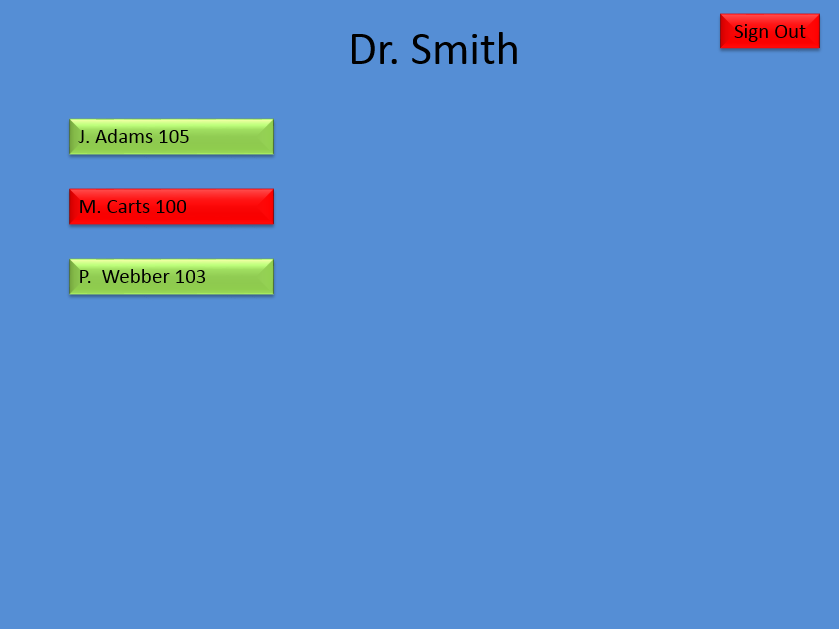 Dr. Smith
Sign Out
J. Adams 105
M. Carts 100
P.  Webber 103